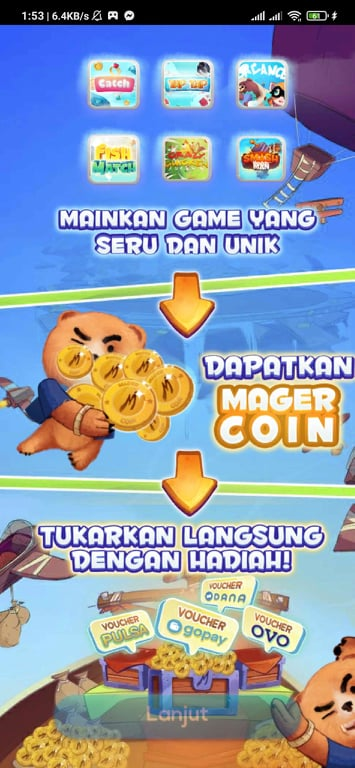 1:53 | 6.4KB/s
61
Catch
FISH
MATCH
MAINKAN GAME YANG
SERU DAN UNIK
DAPATKAN
MAGER
COIN
TUKARKAN LANGSUNG
DENGAN HADIAH!
VOUCHER
DANA
VOUCHER
PULSA
VOUCHER
gopay
VOUCHER
OVO
Lanjut